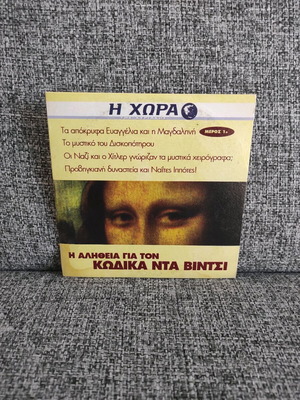 Η ΧΩΡΑ
Τα απόκρυφα Ευαγγέλια και η Μαγδαληνή ΜΕΡΟΣ 1ο
Το μυστικό του Δισκοπότηρου
Οι Ναζί και ο Χίτλερ γνώριζαν τα μυστικά χειρόγραφα;
Προβηγκιανή δυναστεία και Ναΐτες Ιππότες!
Η ΑΛΗΘΕΙΑ ΓΙΑ ΤΟΝ
ΚΩΔΙΚΑ ΝΤΑ ΒΙΝΤΣΙ